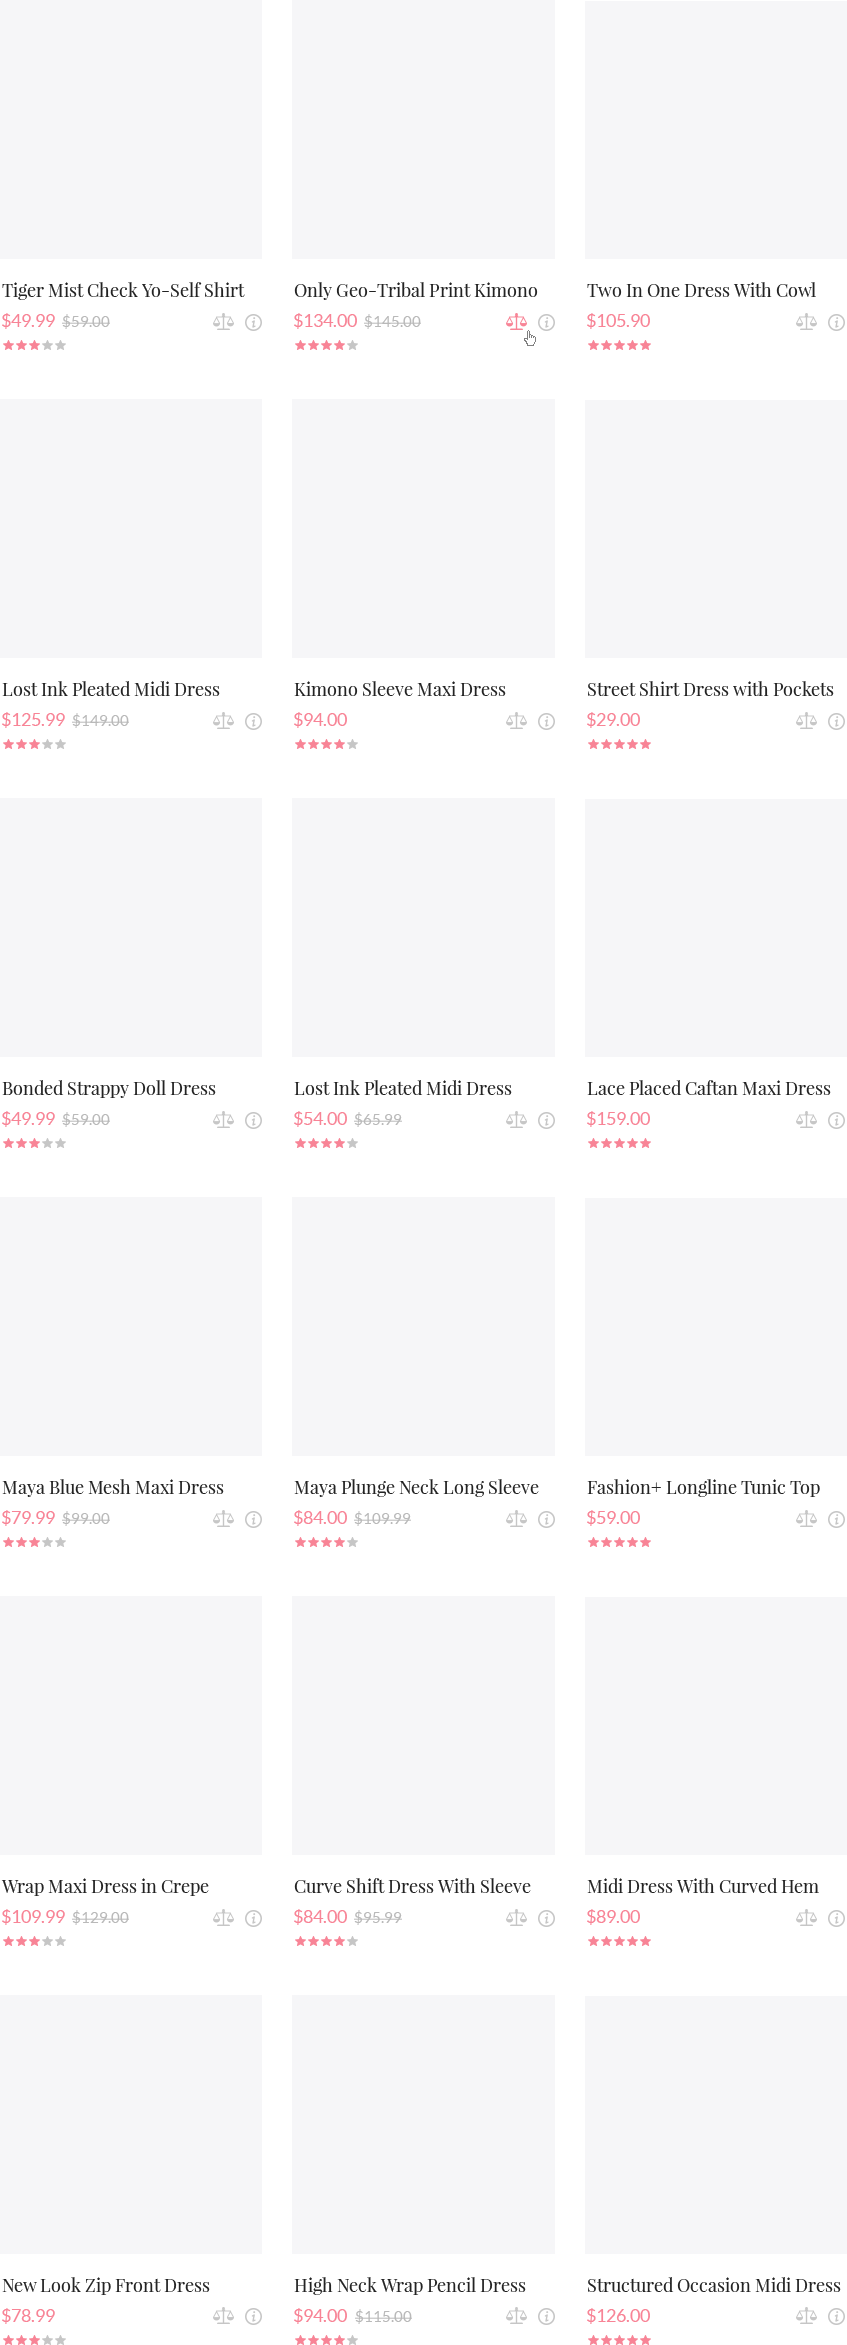 Tiger Mist Check Yo-Self Shirt
$49.99 $59.00
Only Geo-Tribal Print Kimono
$134.00 $145.00
Two In One Dress With Cowl
$105.90
Lost Ink Pleated Midi Dress
$125.99 $149.00
Kimono Sleeve Maxi Dress
$94.00
Street Shirt Dress with Pockets
$29.00
Bonded Strappy Doll Dress
$49.99 $59.00
Lost Ink Pleated Midi Dress
$54.00 $65.99
Lace Placed Caftan Maxi Dress
$159.00
Maya Blue Mesh Maxi Dress
$79.99 $99.00
Maya Plunge Neck Long Sleeve
$84.00 $109.99
Fashion+ Longline Tunic Top
$59.00
Wrap Maxi Dress in Crepe
$109.99 $129.00
Curve Shift Dress With Sleeve
$84.00 $95.99
Midi Dress With Curved Hem
$89.00
New Look Zip Front Dress
$78.99
High Neck Wrap Pencil Dress
$94.00 $115.00
Structured Occasion Midi Dress
$126.00